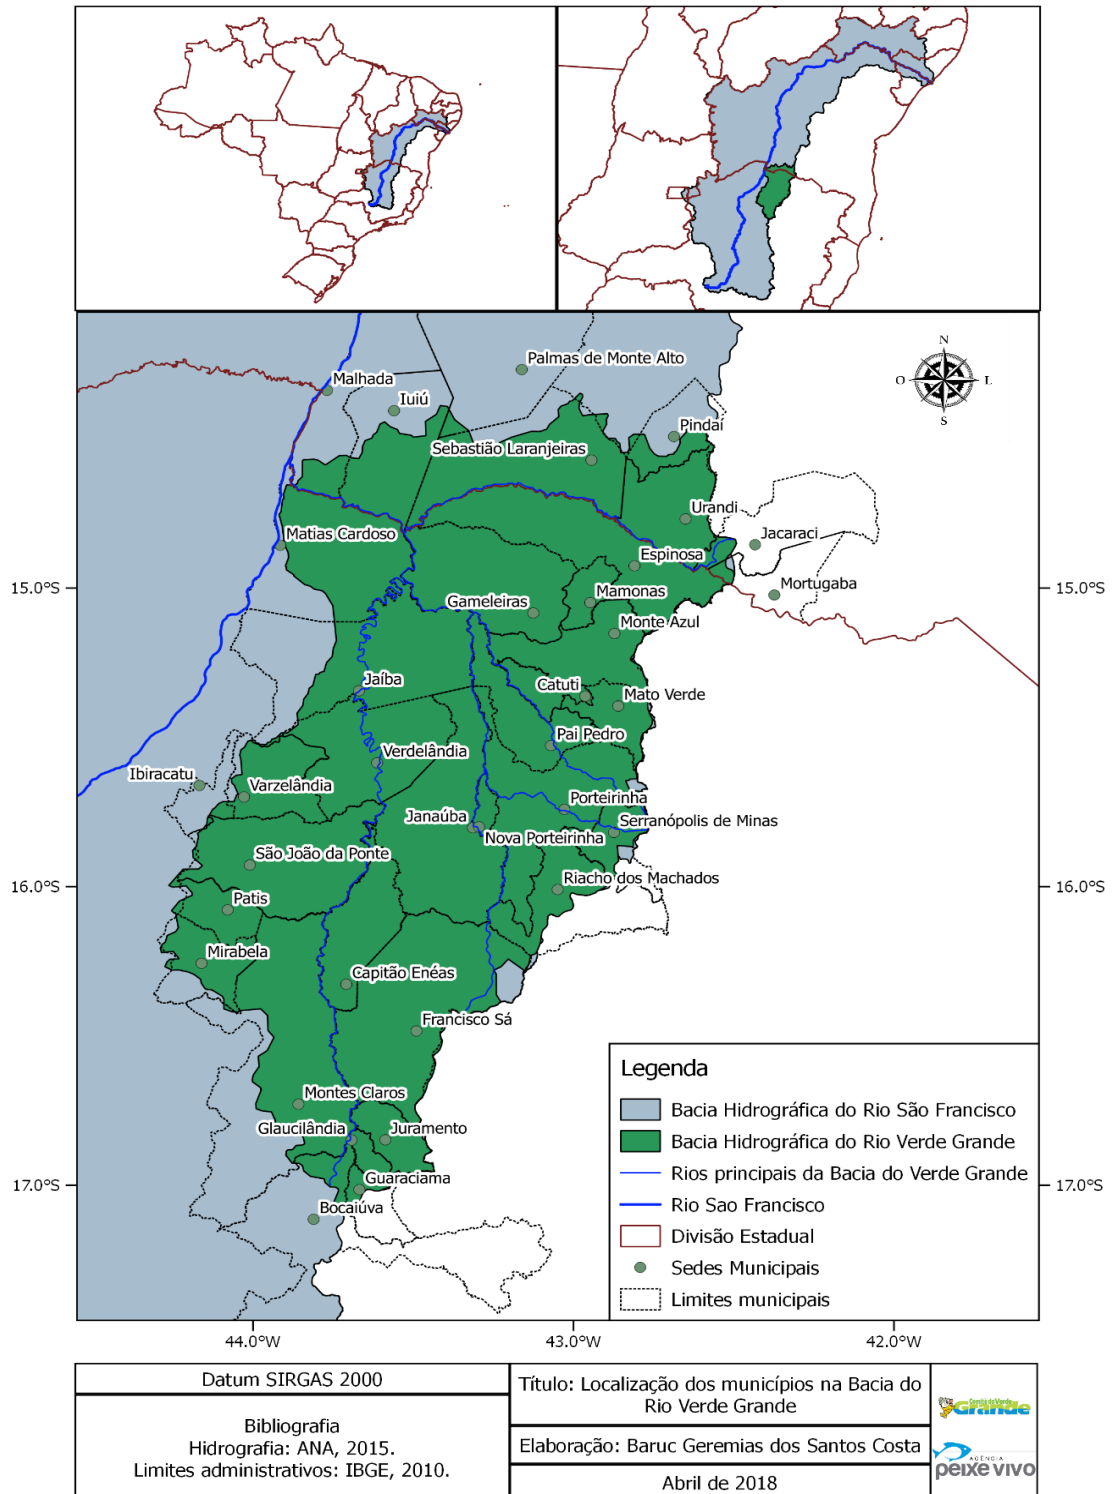 N
O
L
S
Palmas de Monte Alto
Malhada
Iuiú
Pindaí
Sebastião Laranjeiras
Urandi
Jacaraci
Matias Cardoso
Espinosa
Mortugaba
15.0°S
15.0°S
Mamonas
Gameleiras
Monte Azul
Jaíba
Catuti
Mato Verde
Pai Pedro
Verdelândia
Ibiracatu
Varzelândia
Porteirinha
Janaúba
Serranópolis de Minas
Nova Porteirinha
São João da Ponte
Riacho dos Machados
16.0°S
16.0°S
Patis
Mirabela
Capitão Enéas
Francisco Sá
Montes Claros
Glaucilândia
Juramento
Guaraciama
17.0°S
17.0°S
Bocaiúva
Legenda
Bacia Hidrográfica do Rio São Francisco
Bacia Hidrográfica do Rio Verde Grande
Rios principais da Bacia do Verde Grande
Rio Sao Francisco
Divisão Estadual
Sedes Municipais
Limites municipais
44.0°W
43.0°W
42.0°W
Datum SIRGAS 2000
Bibliografia
Hidrografia: ANA, 2015.
Limites administrativos: IBGE, 2010.
Título: Localização dos municípios na Bacia do
Rio Verde Grande
Elaboração: Baruc Geremias dos Santos Costa
Abril de 2018
Comitê do Verde
Grande
AGÊNCIA
peixe vivo